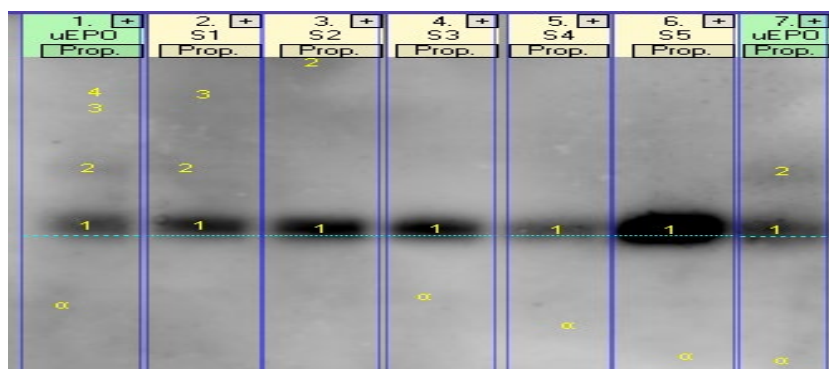 1. + 2. + 3. + 4. + 5. + 6. + 7. +
uEPO S1 S2 S3 S4 S5 uEPO
Prop. Prop. Prop. Prop. Prop. Prop. Prop.
2
4 3
3
2 2 2
1 1 1 1 1 1 1
α α
α
α α